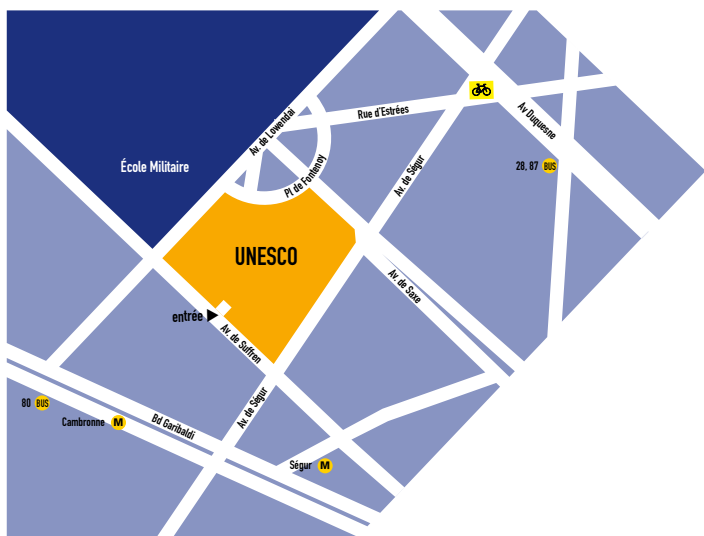 Av. de Lowendal
Rue d'Estrées
Av Duquesne
École Militaire
Pl de Fontenoy
Av. de Ségur
28, 87 BUS
UNESCO
Av. de Saxe
entrée
Av. de Suffren
80 BUS
Av. de Ségur
Cambronne M
Bd Garibaldi
Ségur M